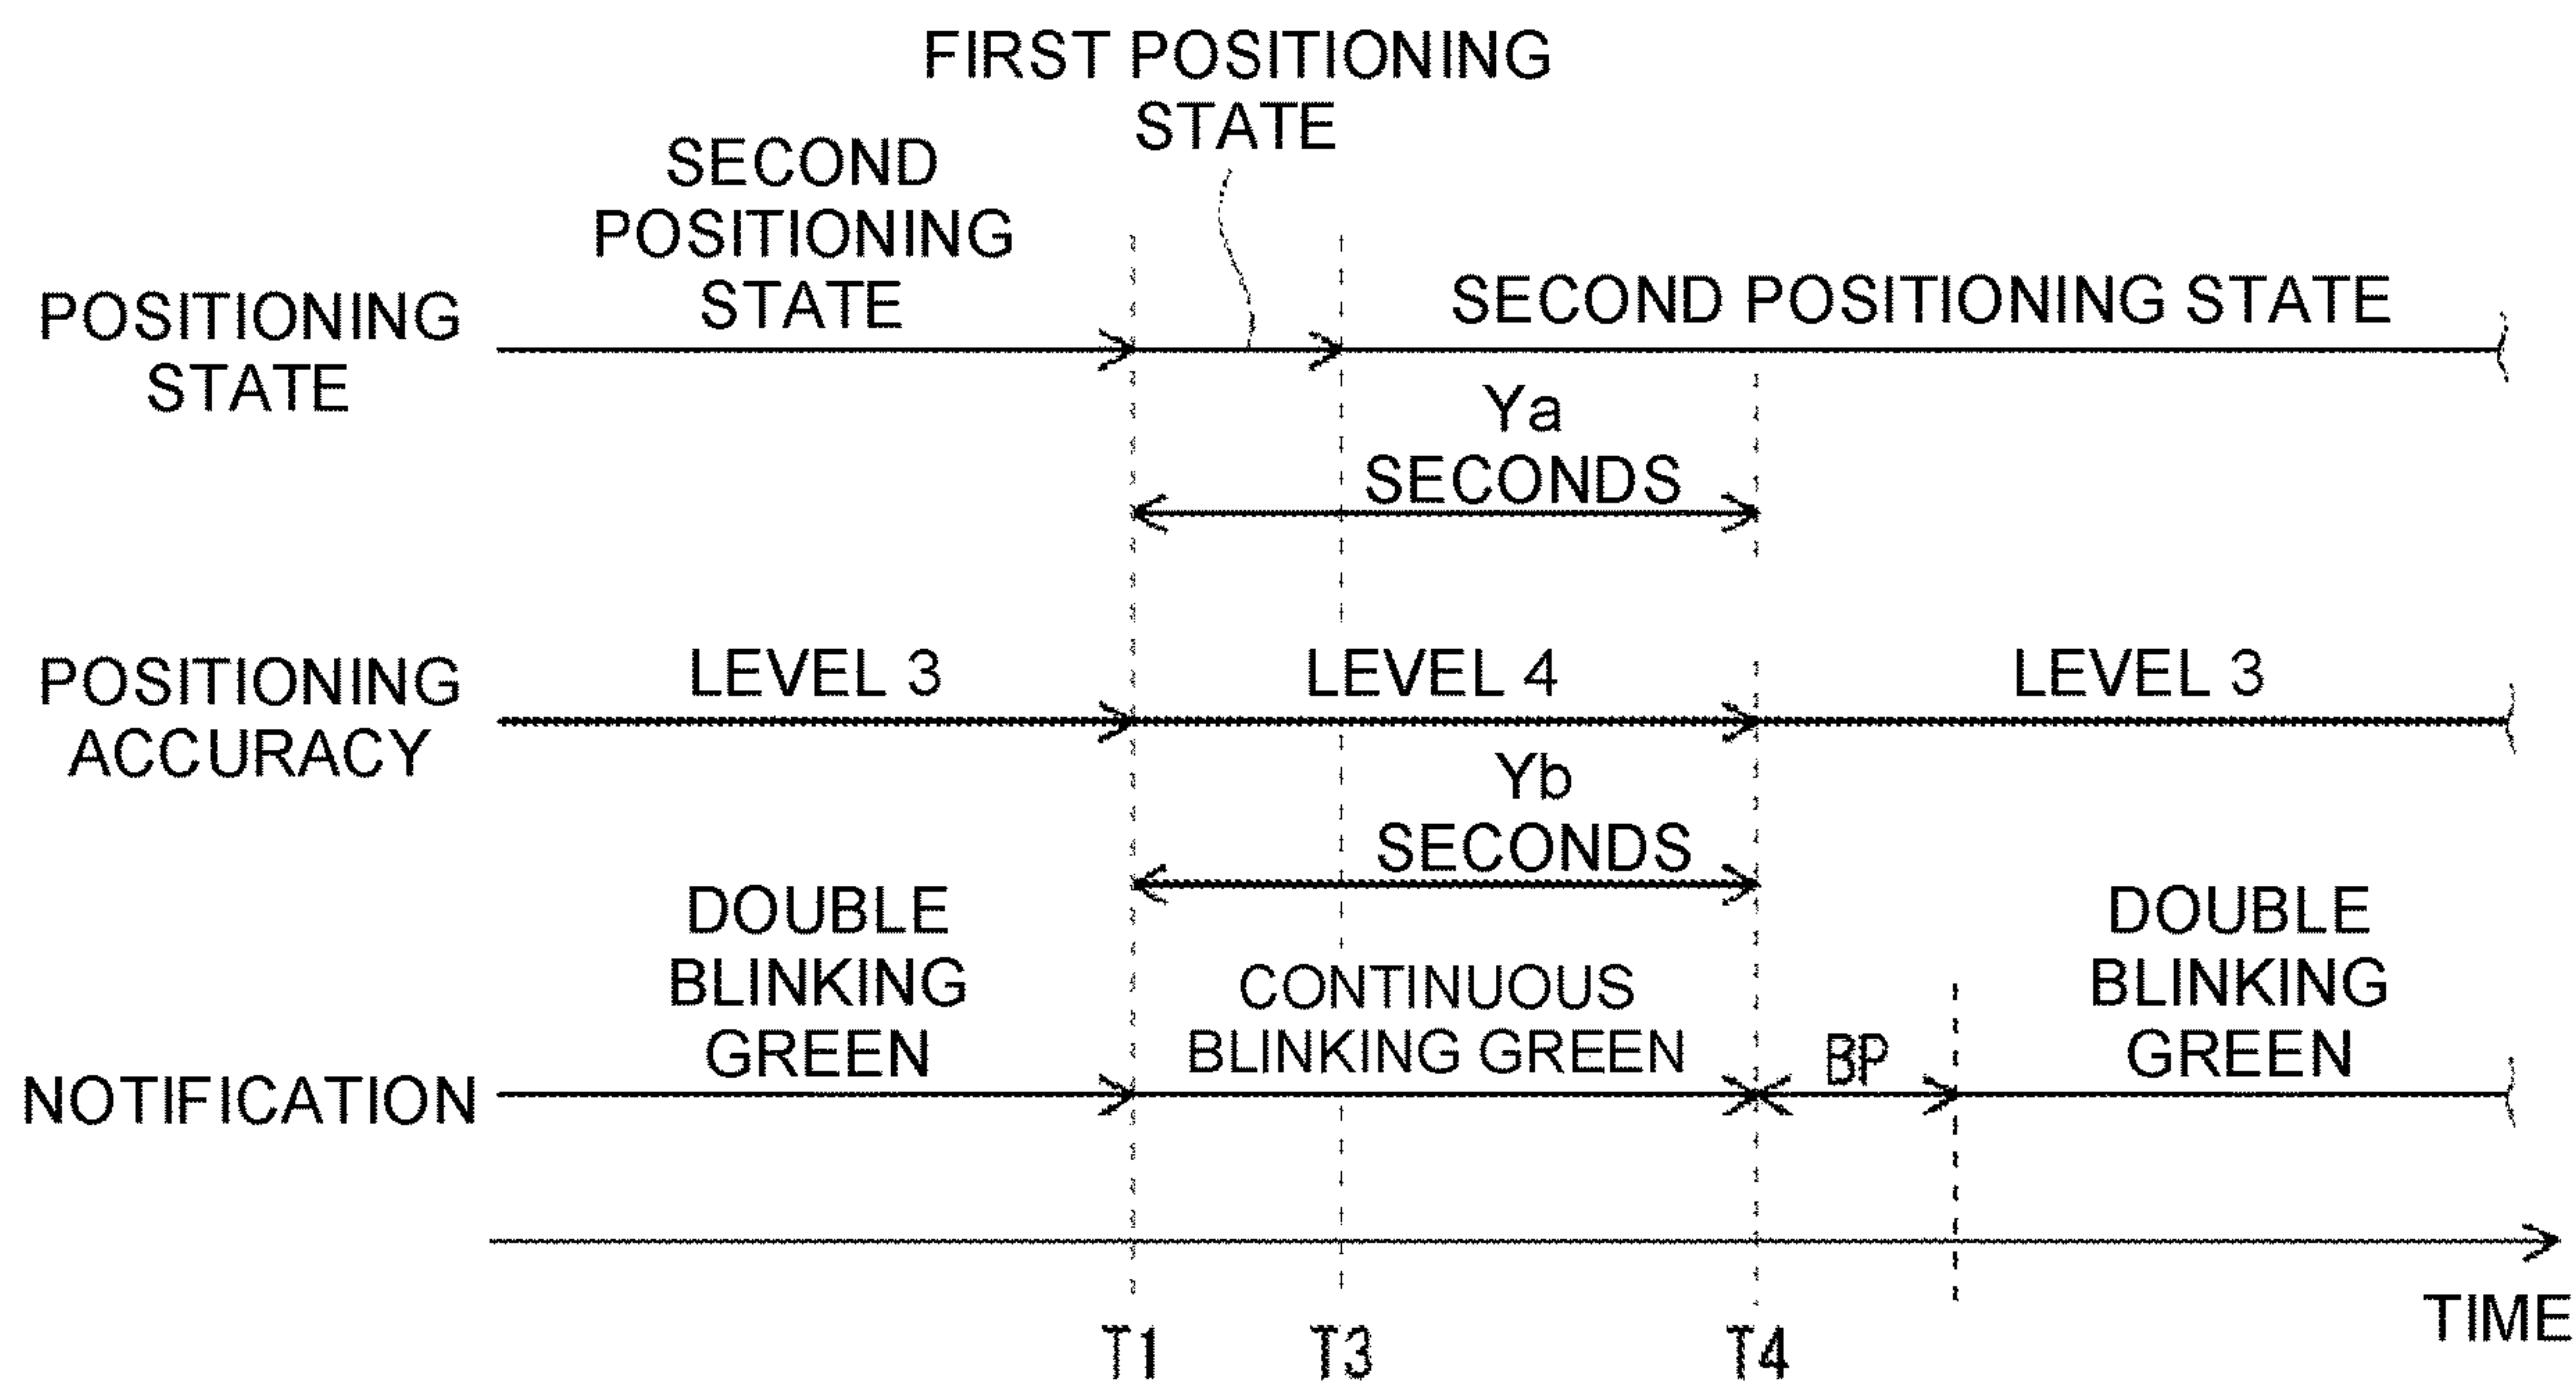 FIRST POSITIONING
STATE
SECOND
POSITIONING
STATE
SECOND POSITIONING STATE
POSITIONING
STATE
Ya
SECONDS
POSITIONING
ACCURACY
LEVEL 3
LEVEL 4
LEVEL 3
Yb
SECONDS
DOUBLE
BLINKING
GREEN
CONTINUOUS
BLINKING GREEN
BP
DOUBLE
BLINKING
GREEN
NOTIFICATION
TIME
T1
T3
T4